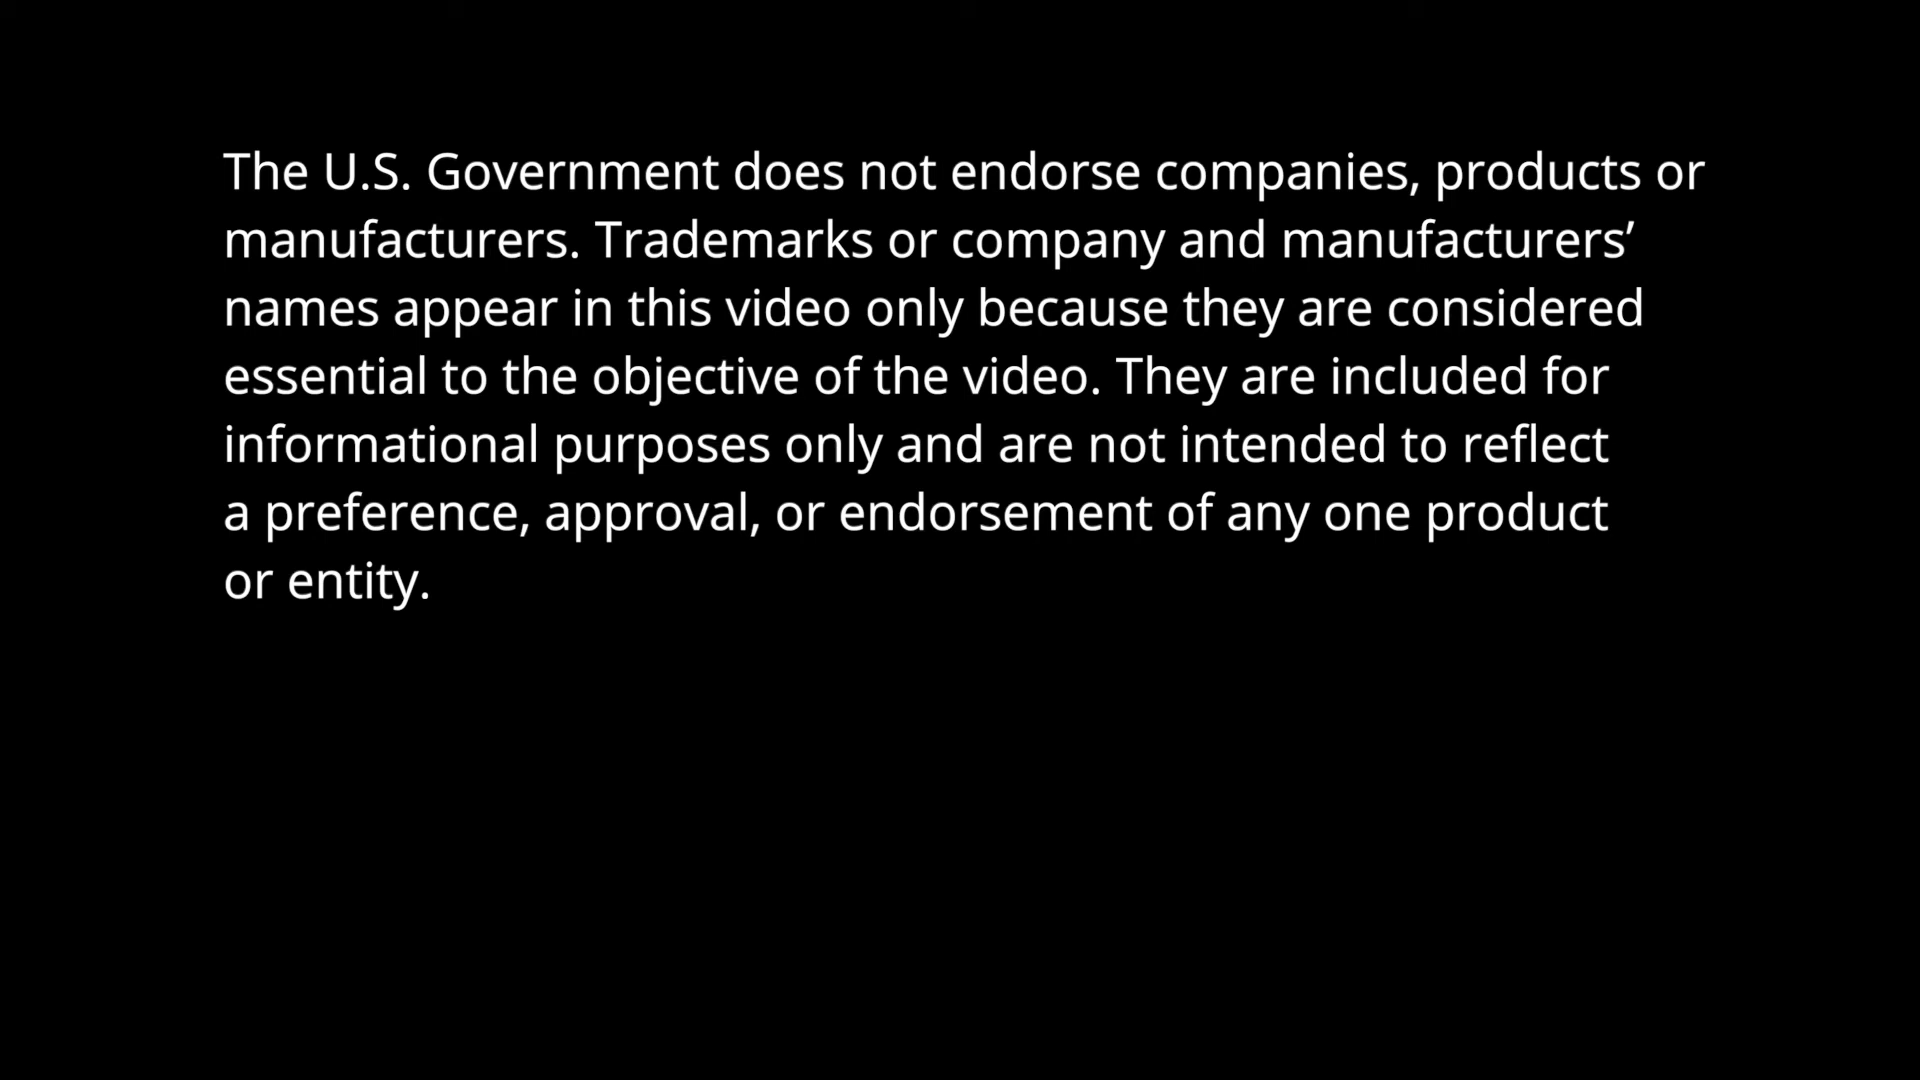 The U.S. Government does not endorse companies, products or
manufacturers. Trademarks or company and manufacturers’
names appear in this video only because they are considered
essential to the objective of the video. They are included for
informational purposes only and are not intended to reflect
a preference, approval, or endorsement of any one product
or entity.